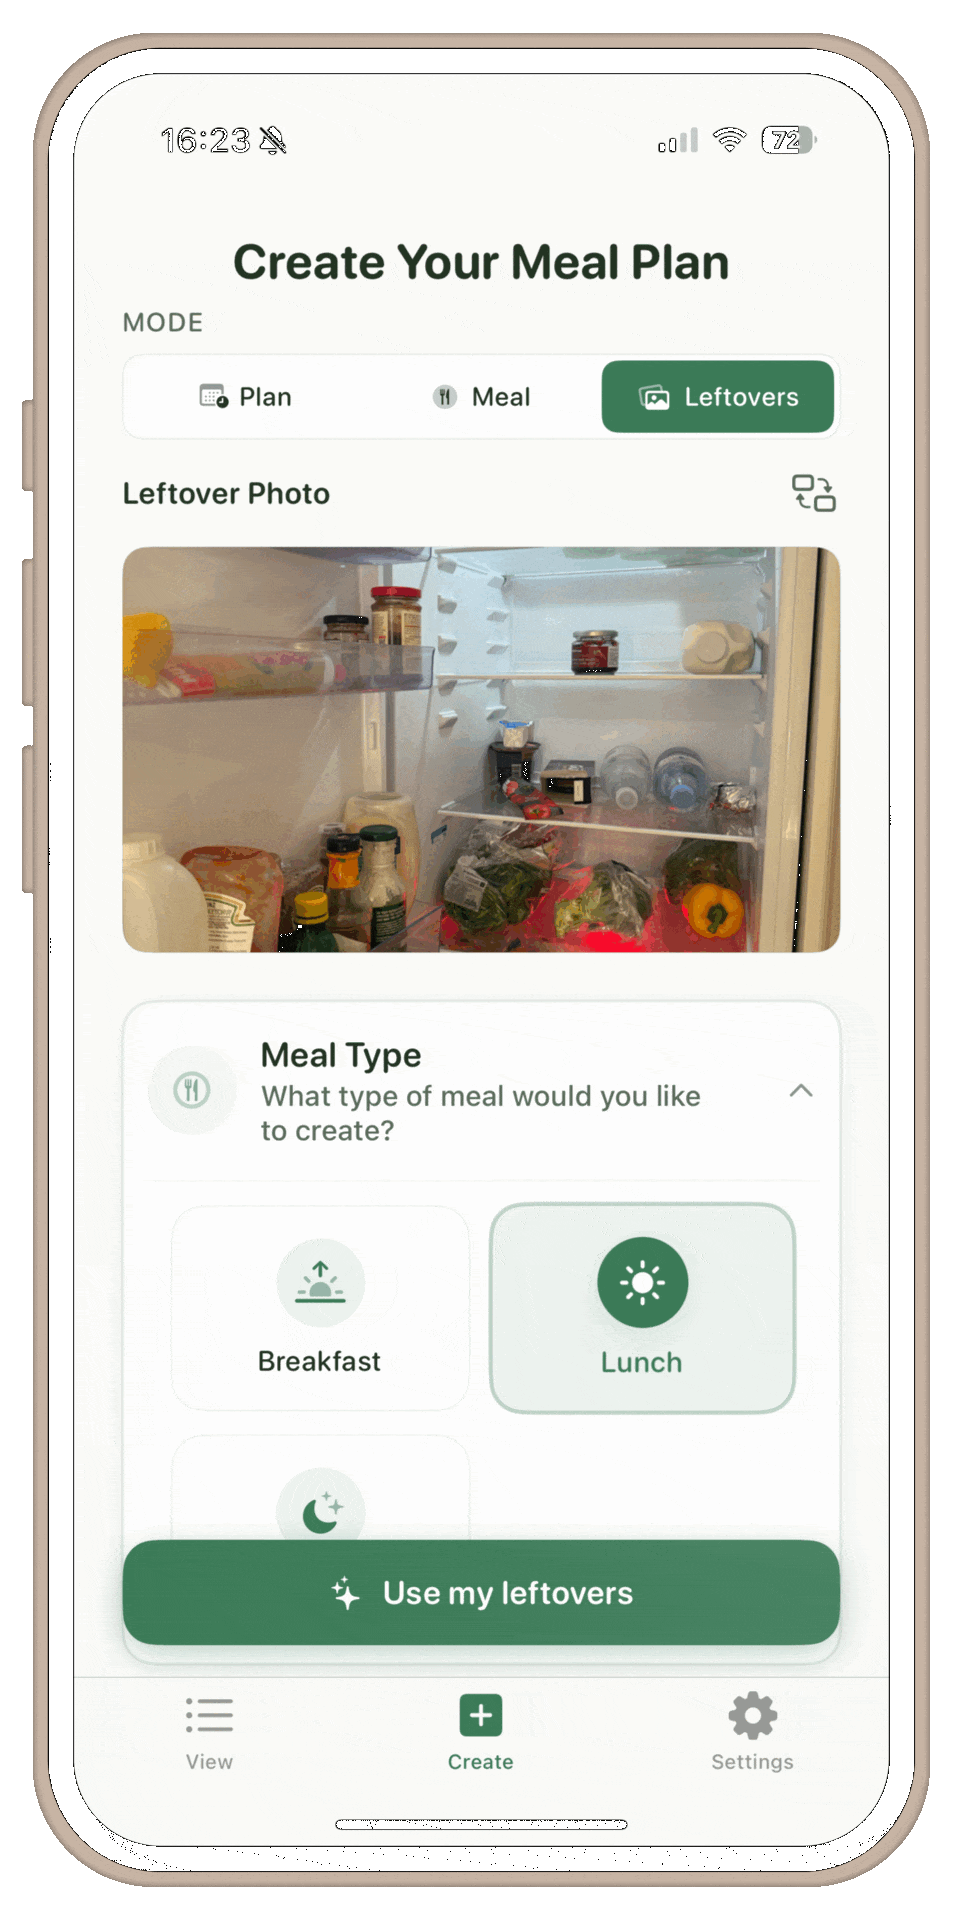 16:23
72
Create Your Meal Plan
MODE
Plan
Meal
Leftovers
Leftover Photo
Meal Type
What type of meal would you like
to create?
Breakfast
Lunch
Use my leftovers
View
Create
Settings